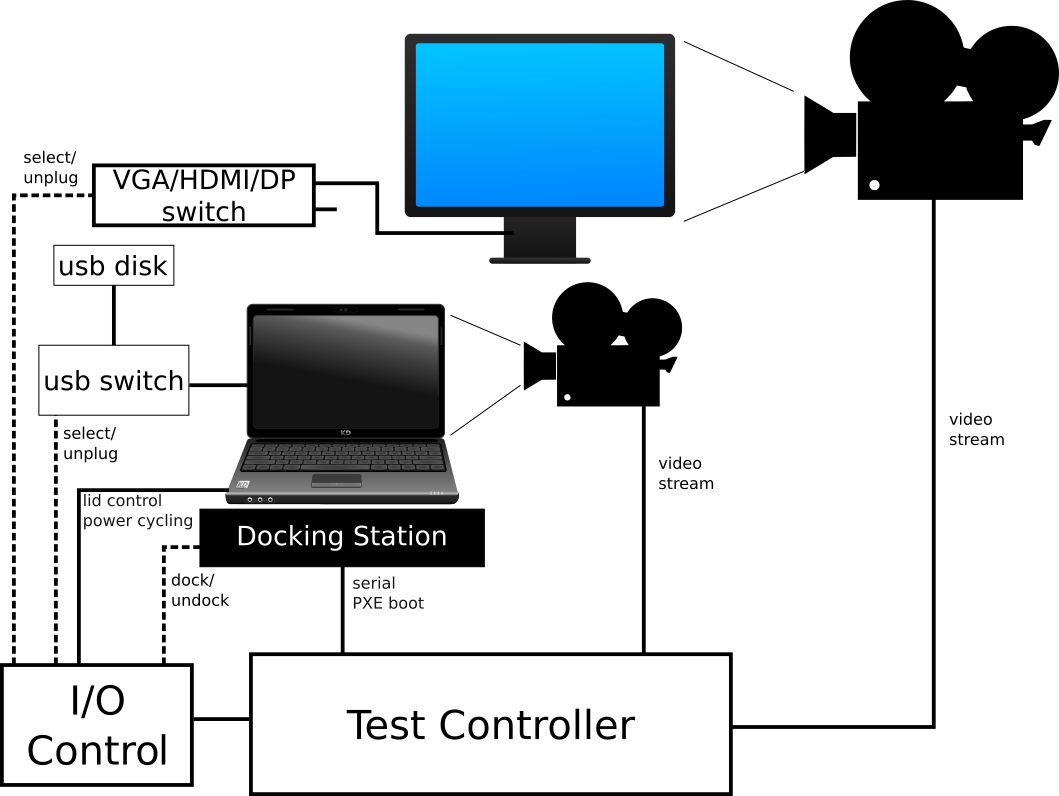 select/
unplug
VGA/HDMI/DP
switch
usb disk
usb switch
select/
unplug
lid control
power cycling
Docking Station
dock/
undock
serial
PXE boot
video
stream
video
stream
I/O
Control
Test Controller